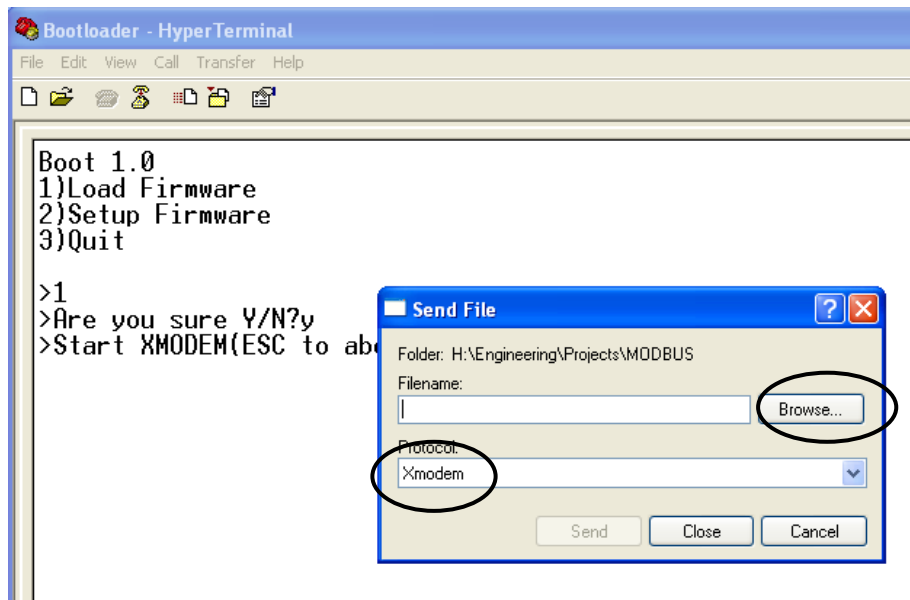 Bootloader - HyperTerminal
File Edit View Call Transfer Help
Boot 1.0
1)Load Firmware
2)Setup Firmware
3)Quit
>1
>Are you sure Y/N?y
>Start XMODEM(ESC to
Send File
Folder: H:\Engineering\Projects\MODBUS
Filename:
Browse...
Protocol:
Xmodem
Send Close Cancel